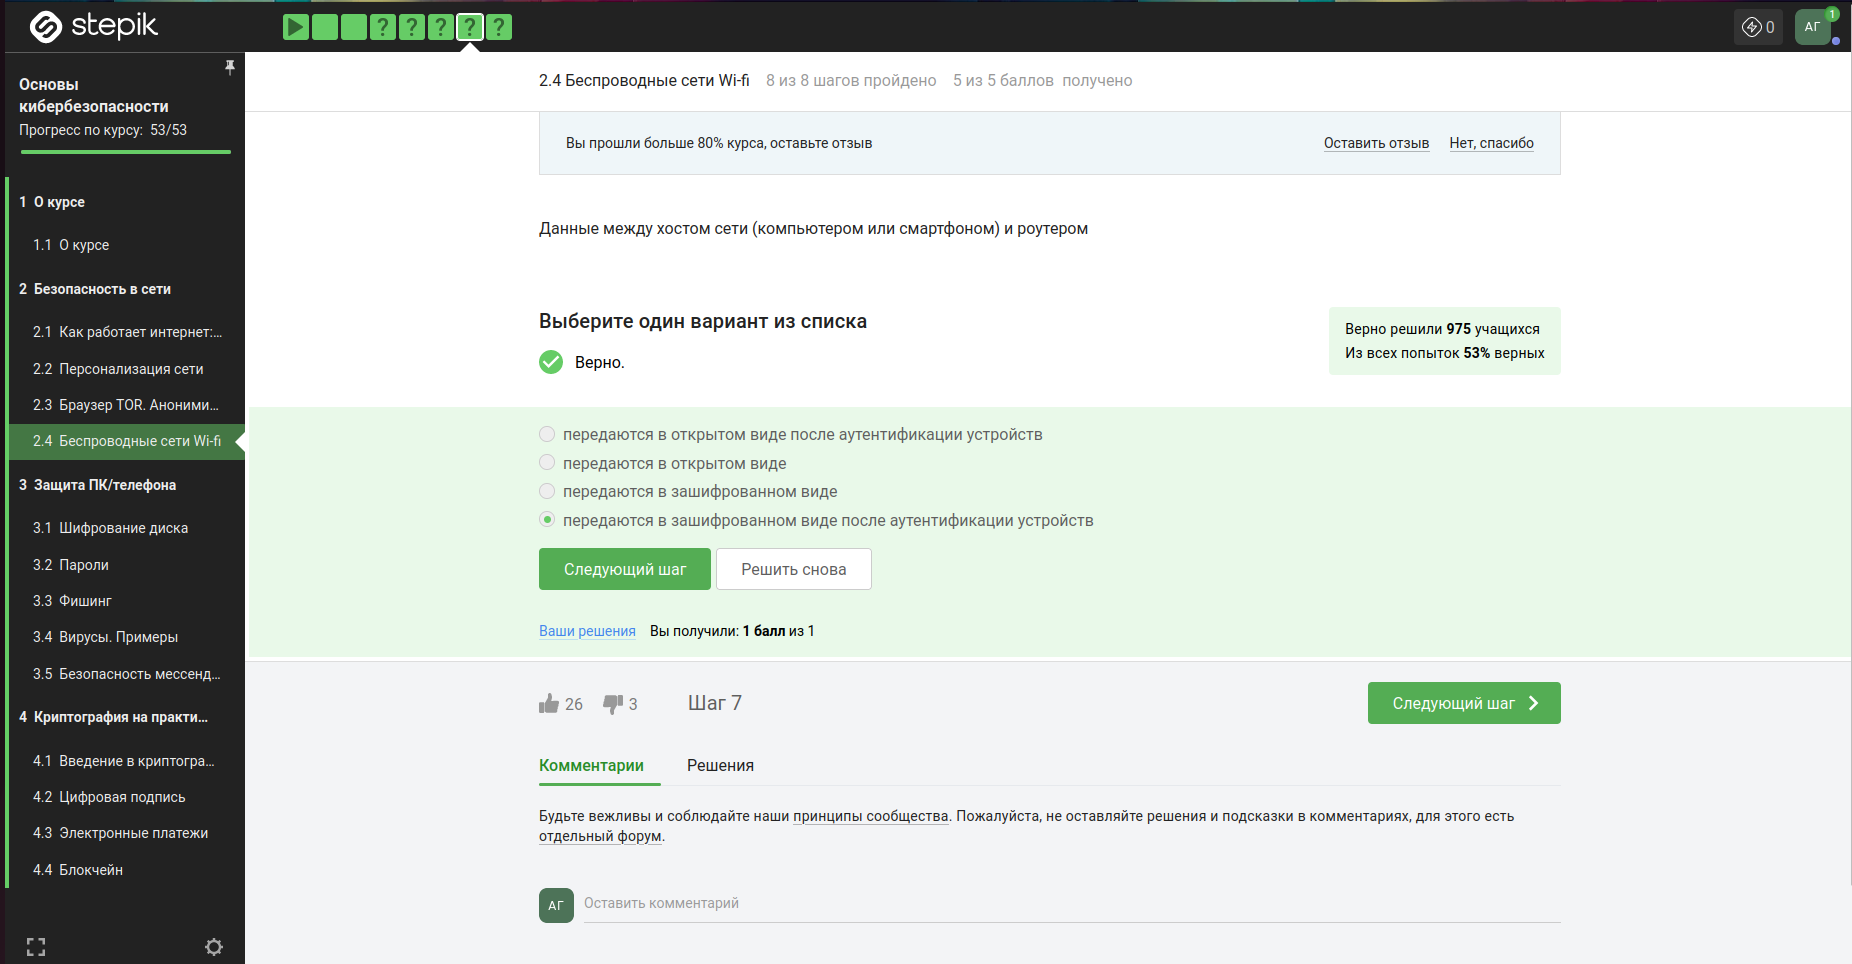 stepik
? ? ? ? ?
0
АГ
1
Основы
кибербезопасности
Прогресс по курсу: 53/53
1 О курсе
1.1 О курсе
2 Безопасность в сети
2.1 Как работает интернет:...
2.2 Персонализация сети
2.3 Браузер TOR. Аноними...
2.4 Беспроводные сети Wi-fi
3 Защита ПК/телефона
3.1 Шифрование диска
3.2 Пароли
3.3 Фишинг
3.4 Вирусы. Примеры
3.5 Безопасность мессенд...
4 Криптография на практи...
4.1 Введение в криптогра...
4.2 Цифровая подпись
4.3 Электронные платежи
4.4 Блокчейн
2.4 Беспроводные сети Wi-fi 8 из 8 шагов пройдено 5 из 5 баллов получено
Вы прошли больше 80% курса, оставьте отзыв
Оставить отзыв Нет, спасибо
Данные между хостом сети (компьютером или смартфоном) и роутером
Выберите один вариант из списка
Верно.
Верно решили 975 учащихся
Из всех попыток 53% верных
передаются в открытом виде после аутентификации устройств
передаются в открытом виде
передаются в зашифрованном виде
передаются в зашифрованном виде после аутентификации устройств
Следующий шаг Решить снова
Ваши решения Вы получили: 1 балл из 1
26 3 Шаг 7
Следующий шаг
Комментарии Решения
Будьте вежливы и соблюдайте наши принципы сообщества. Пожалуйста, не оставляйте решения и подсказки в комментариях, для этого есть
отдельный форум.
АГ Оставить комментарий